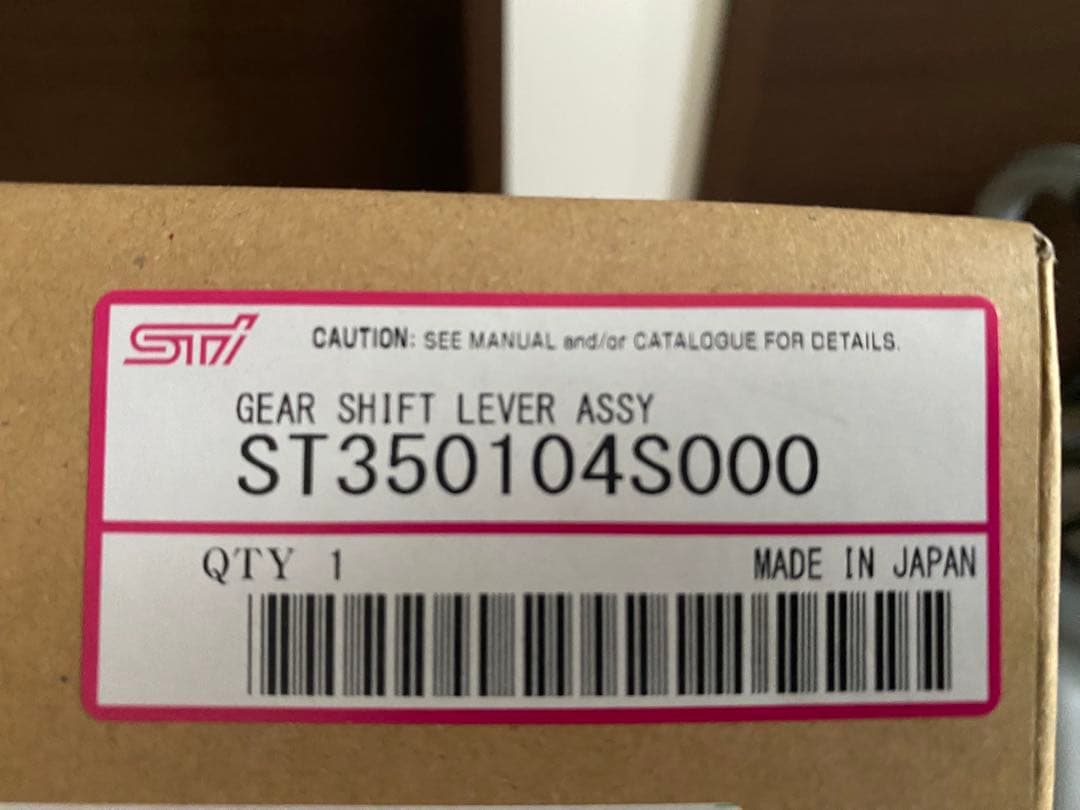 STi CAUTION: SEE MANUAL and/or CATALOGUE FOR DETAILS.
GEAR SHIFT LEVER ASSY
ST350104S000
QTY 1 MADE IN JAPAN